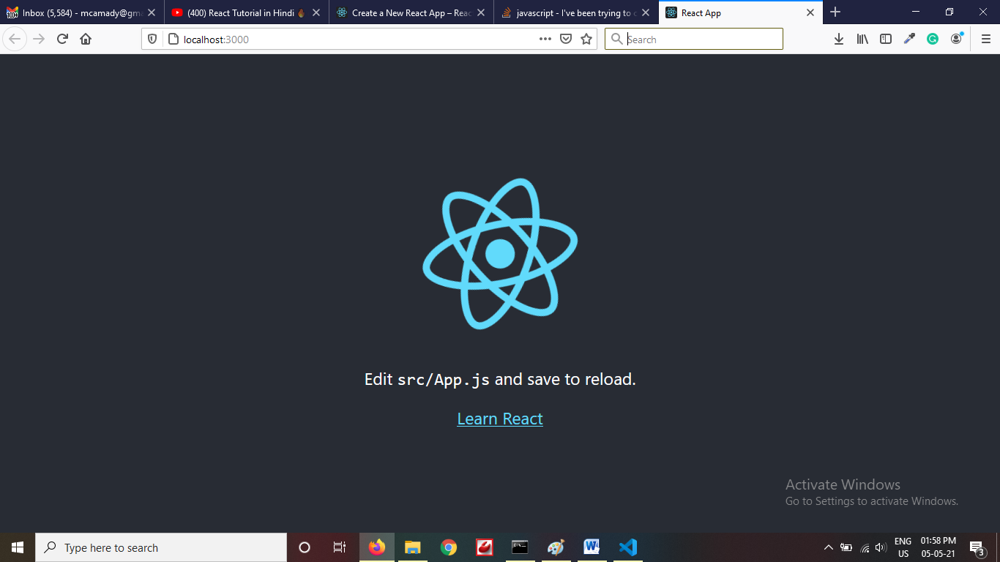 Inbox (5,584) - mcamady@gma
(400) React Tutorial in Hindi
Create a New React App – Reac
javascript - I've been trying to c
React App
localhost:3000
Search
Edit src/App.js and save to reload.
Learn React
Activate Windows
Go to Settings to activate Windows.
Type here to search
ENG
US
01:58 PM
05-05-21
3